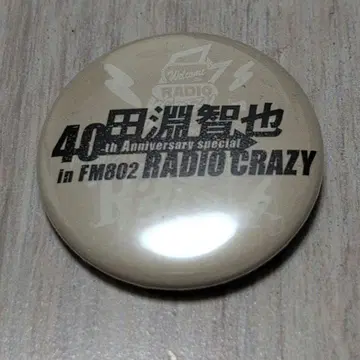 Welcome
RADIO
40田淵智也
th Anniversary special
in FM802 RADIO CRAZY